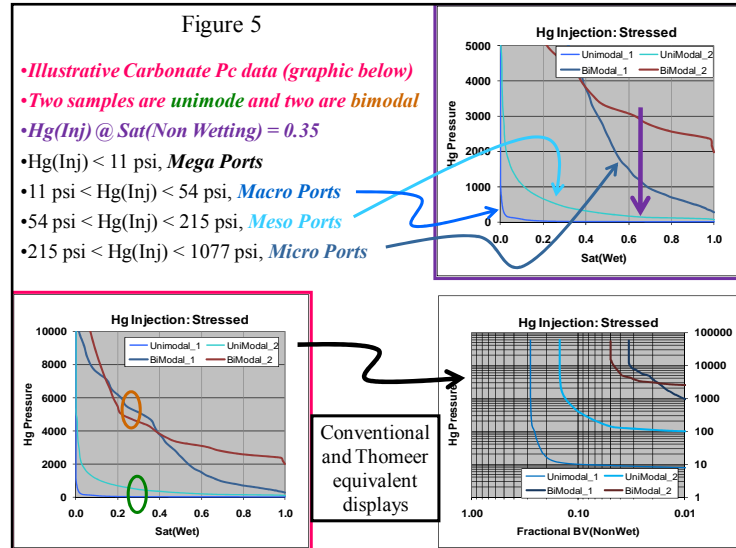 Figure 5
•Illustrative Carbonate Pc data (graphic below)
•Two samples are unimode and two are bimodal
•Hg(Inj) @ Sat(Non Wetting) = 0.35
•Hg(Inj) < 11 psi, Mega Ports
•11 psi < Hg(Inj) < 54 psi, Macro Ports
•54 psi < Hg(Inj) < 215 psi, Meso Ports
•215 psi < Hg(Inj) < 1077 psi, Micro Ports
Hg Injection: Stressed
Unimodal_1
UniModal_2
BiModal_1
BiModal_2
Hg Pressure
5000
4000
3000
2000
1000
0
0.0 0.2 0.4 0.6 0.8 1.0
Sat(Wet)
Hg Injection: Stressed
Unimodal_1
UniModal_2
BiModal_1
BiModal_2
Hg Pressure
10000
8000
6000
4000
2000
0
0.0 0.2 0.4 0.6 0.8 1.0
Sat(Wet)
Conventional
and Thomeer
equivalent
displays
Hg Injection: Stressed
Hg Pressure
100000
10000
1000
100
10
1
Unimodal_1
UniModal_2
BiModal_1
BiModal_2
1.00 0.10 0.01
Fractional BV(NonWet)